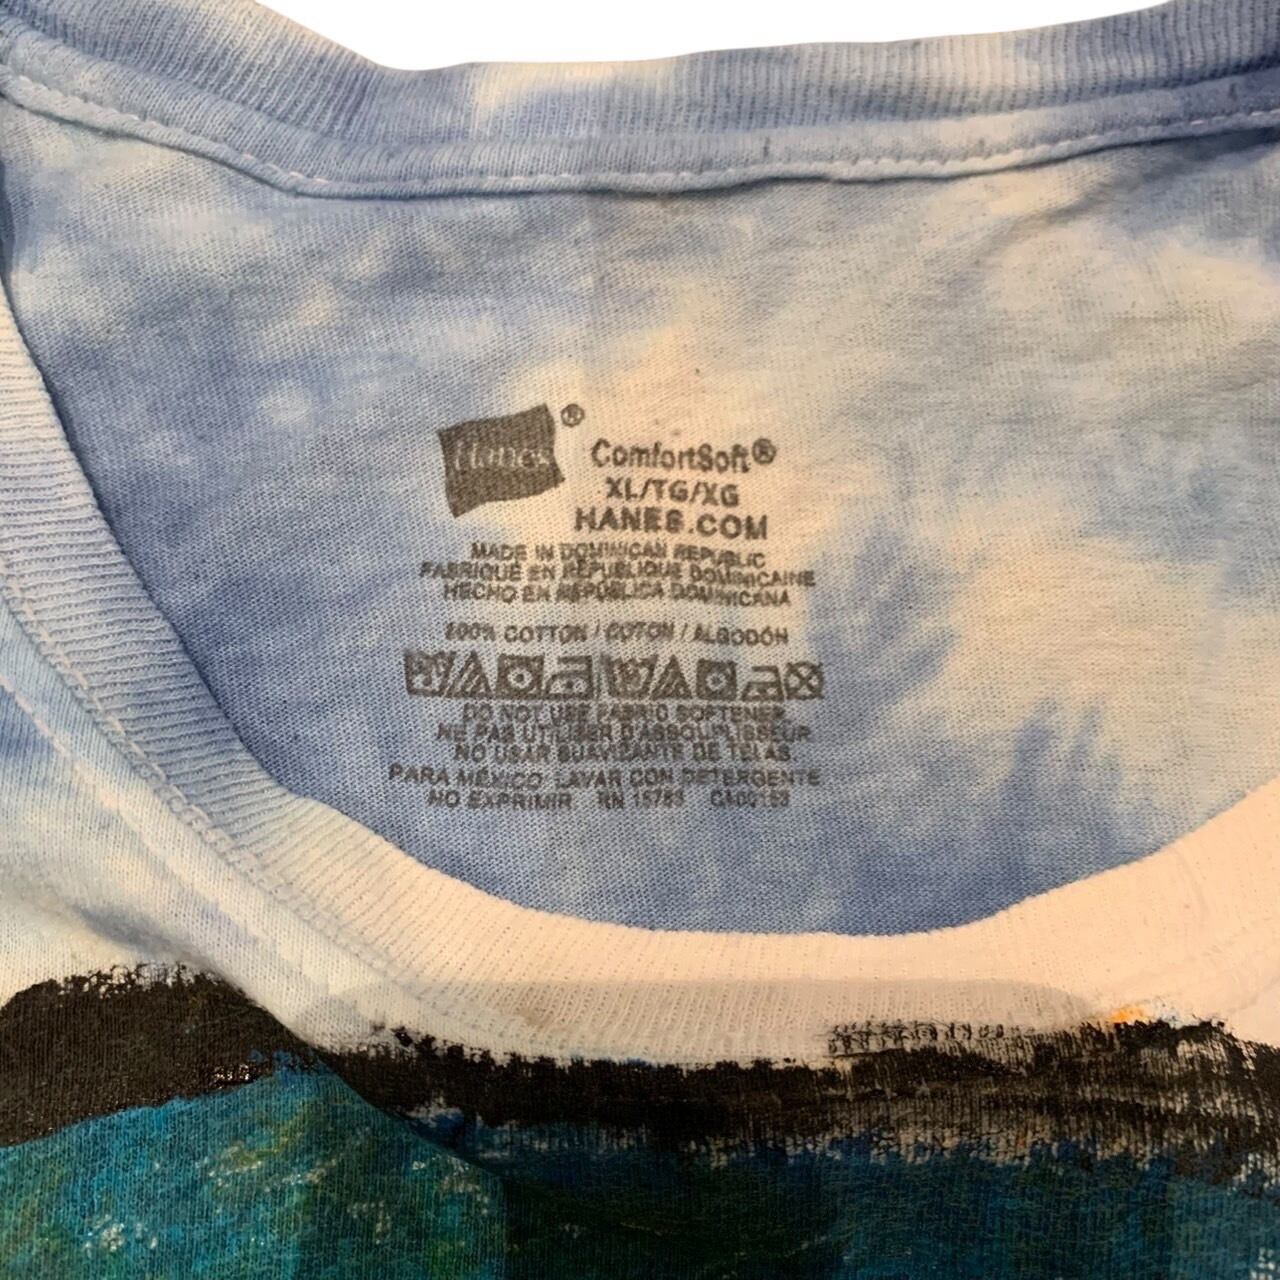 Hanes ®
ComfortSoft®
XL/TG/XG
HANES.COM
MADE IN DOMINICAN REPUBLIC
FABRIQUÉ EN RÉPUBLIQUE DOMINICAINE
HECHO EN REPÚBLICA DOMINICANA
100% COTTON / COTON / ALGODÓN
DO NOT USE FABRIC SOFTENER
NE PAS UTILISER D'ASSOUPLISSEUR
NO USAR SUAVIZANTE DE TELAS
PARA MÉXICO: LAVAR CON DETERGENTE
NO EXPRIMIR RN 15763 CA00153